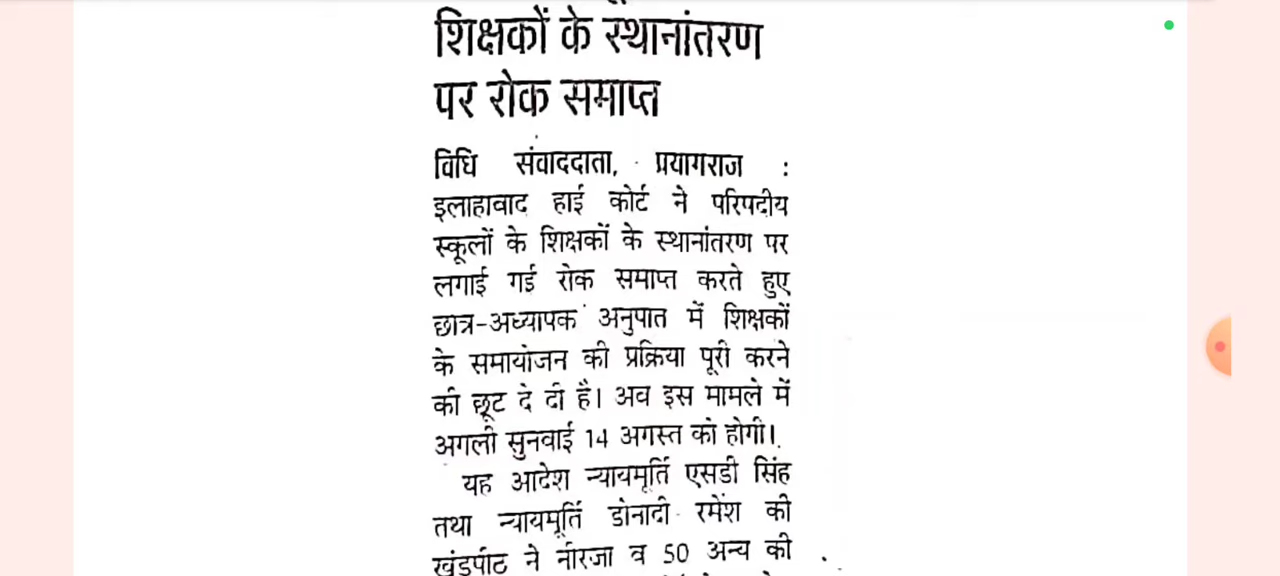 शिक्षकों के स्थानांतरण
पर रोक समाप्त
विधि संवाददाता, प्रयागराज :
इलाहावाद हाई कोर्ट ने परिपदीय
स्कूलों के शिक्षकों के स्थानांतरण पर
लगाई गई रोक समाप्त करते हुए
छात्र-अध्यापक अनुपात में शिक्षकों
के समायोजन की प्रक्रिया पूरी करने
की छूट दे दी है। अव इस मामले में
अगली सुनवाई 14 अगस्त को होगी।
यह आदेश न्यायमूर्ति एसडी सिंह
तथा न्यायमूर्ति डोनादी रमेश की
खंडपीठ ने नीरजा व 50 अन्य की